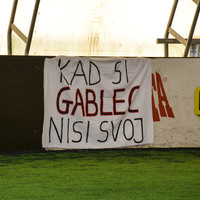 KAD SI
GABLEC
NISI SVOJ